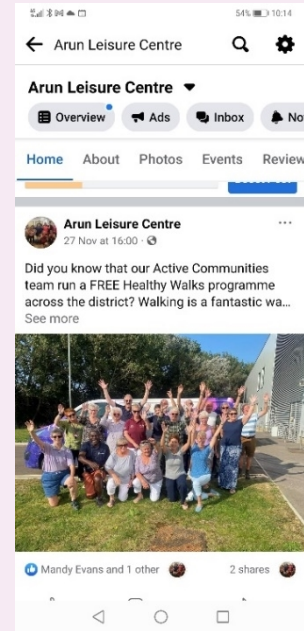 54% 10:14
Arun Leisure Centre
Arun Leisure Centre
Overview Ads Inbox No
Home About Photos Events Review
Arun Leisure Centre
27 Nov at 16:00 ·
Did you know that our Active Communities
team run a FREE Healthy Walks programme
across the district? Walking is a fantastic wa...
See more
Mandy Evans and 1 other 2 shares